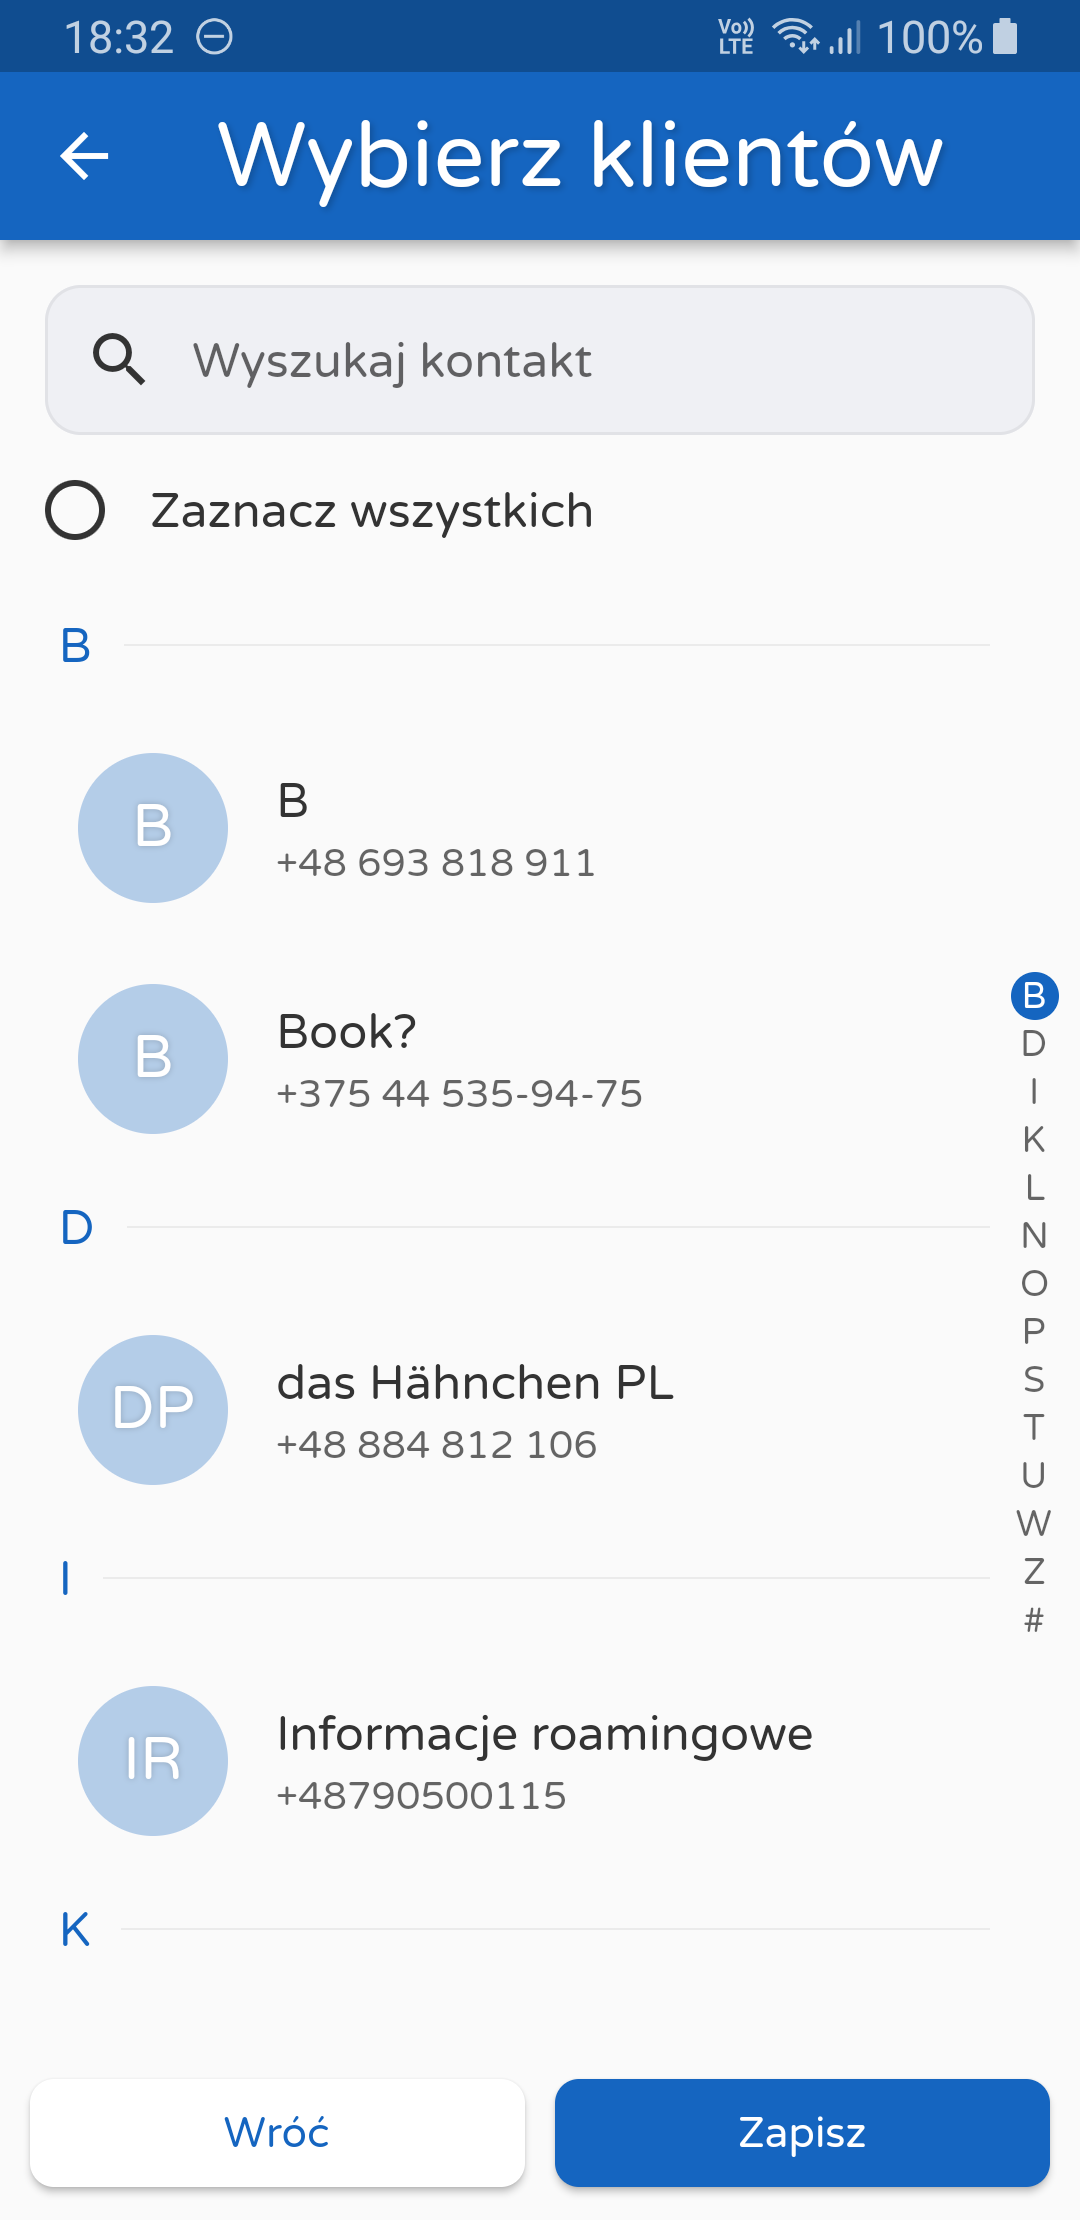 18:32
Vo)) LTE
100%
Wybierz klientów
Wyszukaj kontakt
Zaznacz wszystkich
B
B
B
+48 693 818 911
B
Book?
+375 44 535-94-75
D
DP
das Hähnchen PL
+48 884 812 106
I
IR
Informacje roamingowe
+48790500115
K
B
D
I
K
L
N
O
P
S
T
U
W
Z
#
Wróć
Zapisz